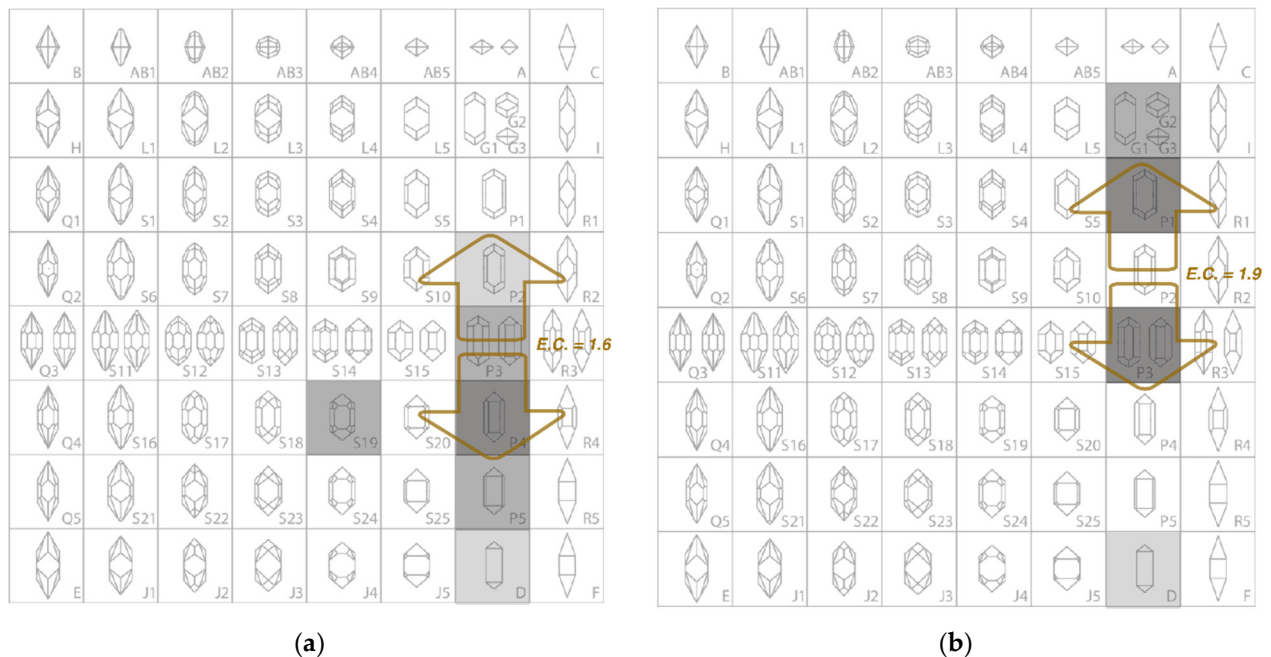 B AB1 AB2 AB3 AB4 AB5 A C
H L1 L2 L3 L4 L5 G1 G2 G3 I
Q1 S1 S2 S3 S4 S5 P1 R1
Q2 S6 S7 S8 S9 S10 P2 R2
Q3 S11 S12 S13 S14 S15 P3 R3
E.C. = 1.6
Q4 S16 S17 S18 S19 S20 P4 R4
Q5 S21 S22 S23 S24 S25 P5 R5
E J1 J2 J3 J4 J5 D F
(a)
B AB1 AB2 AB3 AB4 AB5 A C
H L1 L2 L3 L4 L5 G1 G2 G3 I
Q1 S1 S2 S3 S4 S5 P1 R1
E.C. = 1.9
Q2 S6 S7 S8 S9 S10 P2 R2
Q3 S11 S12 S13 S14 S15 P3 R3
Q4 S16 S17 S18 S19 S20 P4 R4
Q5 S21 S22 S23 S24 S25 P5 R5
E J1 J2 J3 J4 J5 D F
(b)